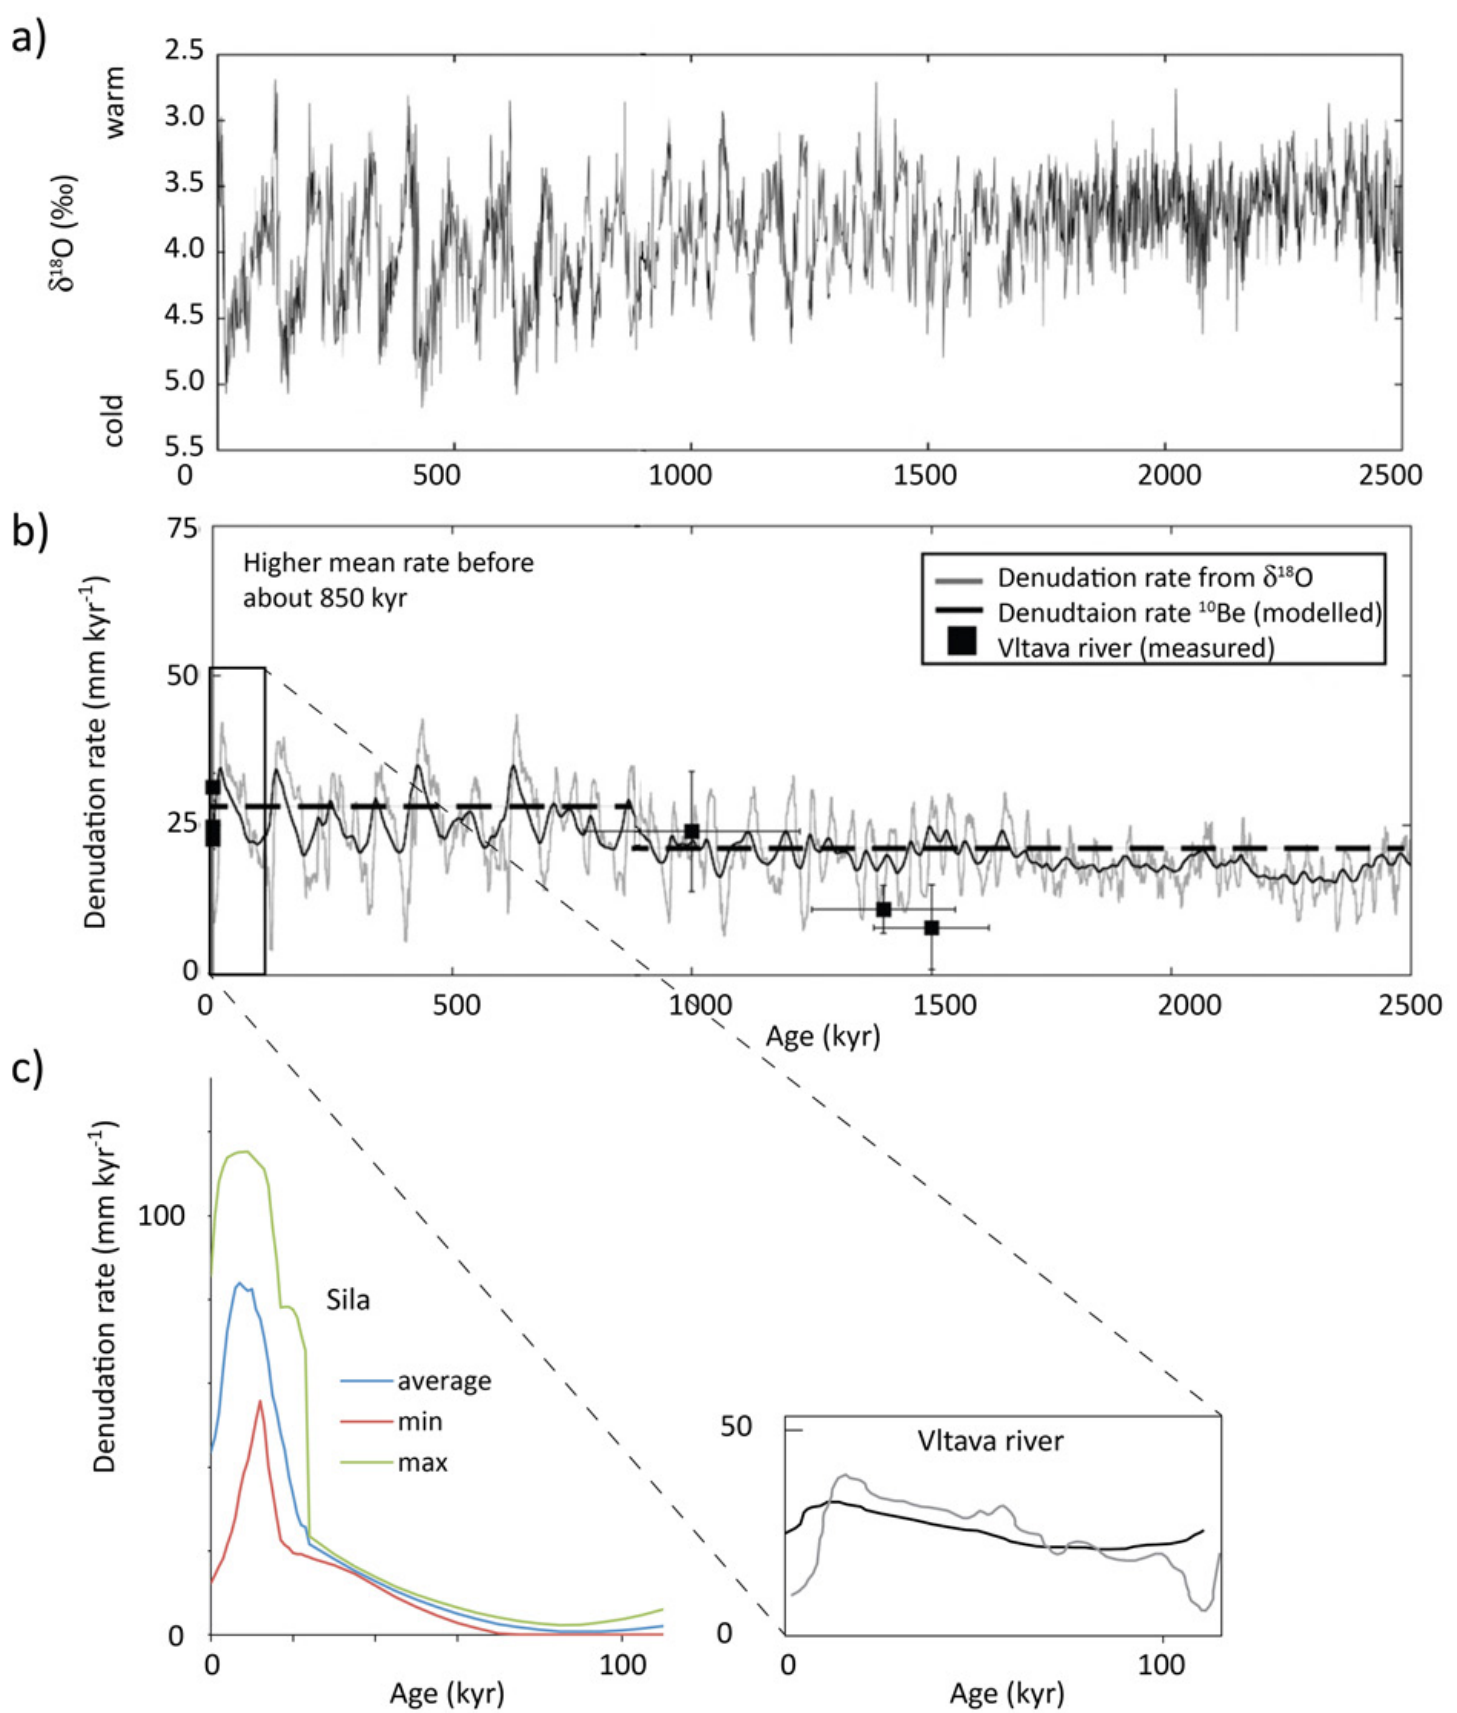 a)
2.5
3.0
3.5
4.0
4.5
5.0
5.5
warm
cold
δ¹⁸O (‰)
0 500 1000 1500 2000 2500
b)
75
50
25
0
Denudation rate (mm kyr⁻¹)
Higher mean rate before
about 850 kyr
Denudation rate from δ¹⁸O
Denudtaion rate ¹⁰Be (modelled)
Vltava river (measured)
0 500 1000 1500 2000 2500
Age (kyr)
c)
Denudation rate (mm kyr⁻¹)
100
0
Sila
average
min
max
0 100
Age (kyr)
50
0
Vltava river
0 100
Age (kyr)